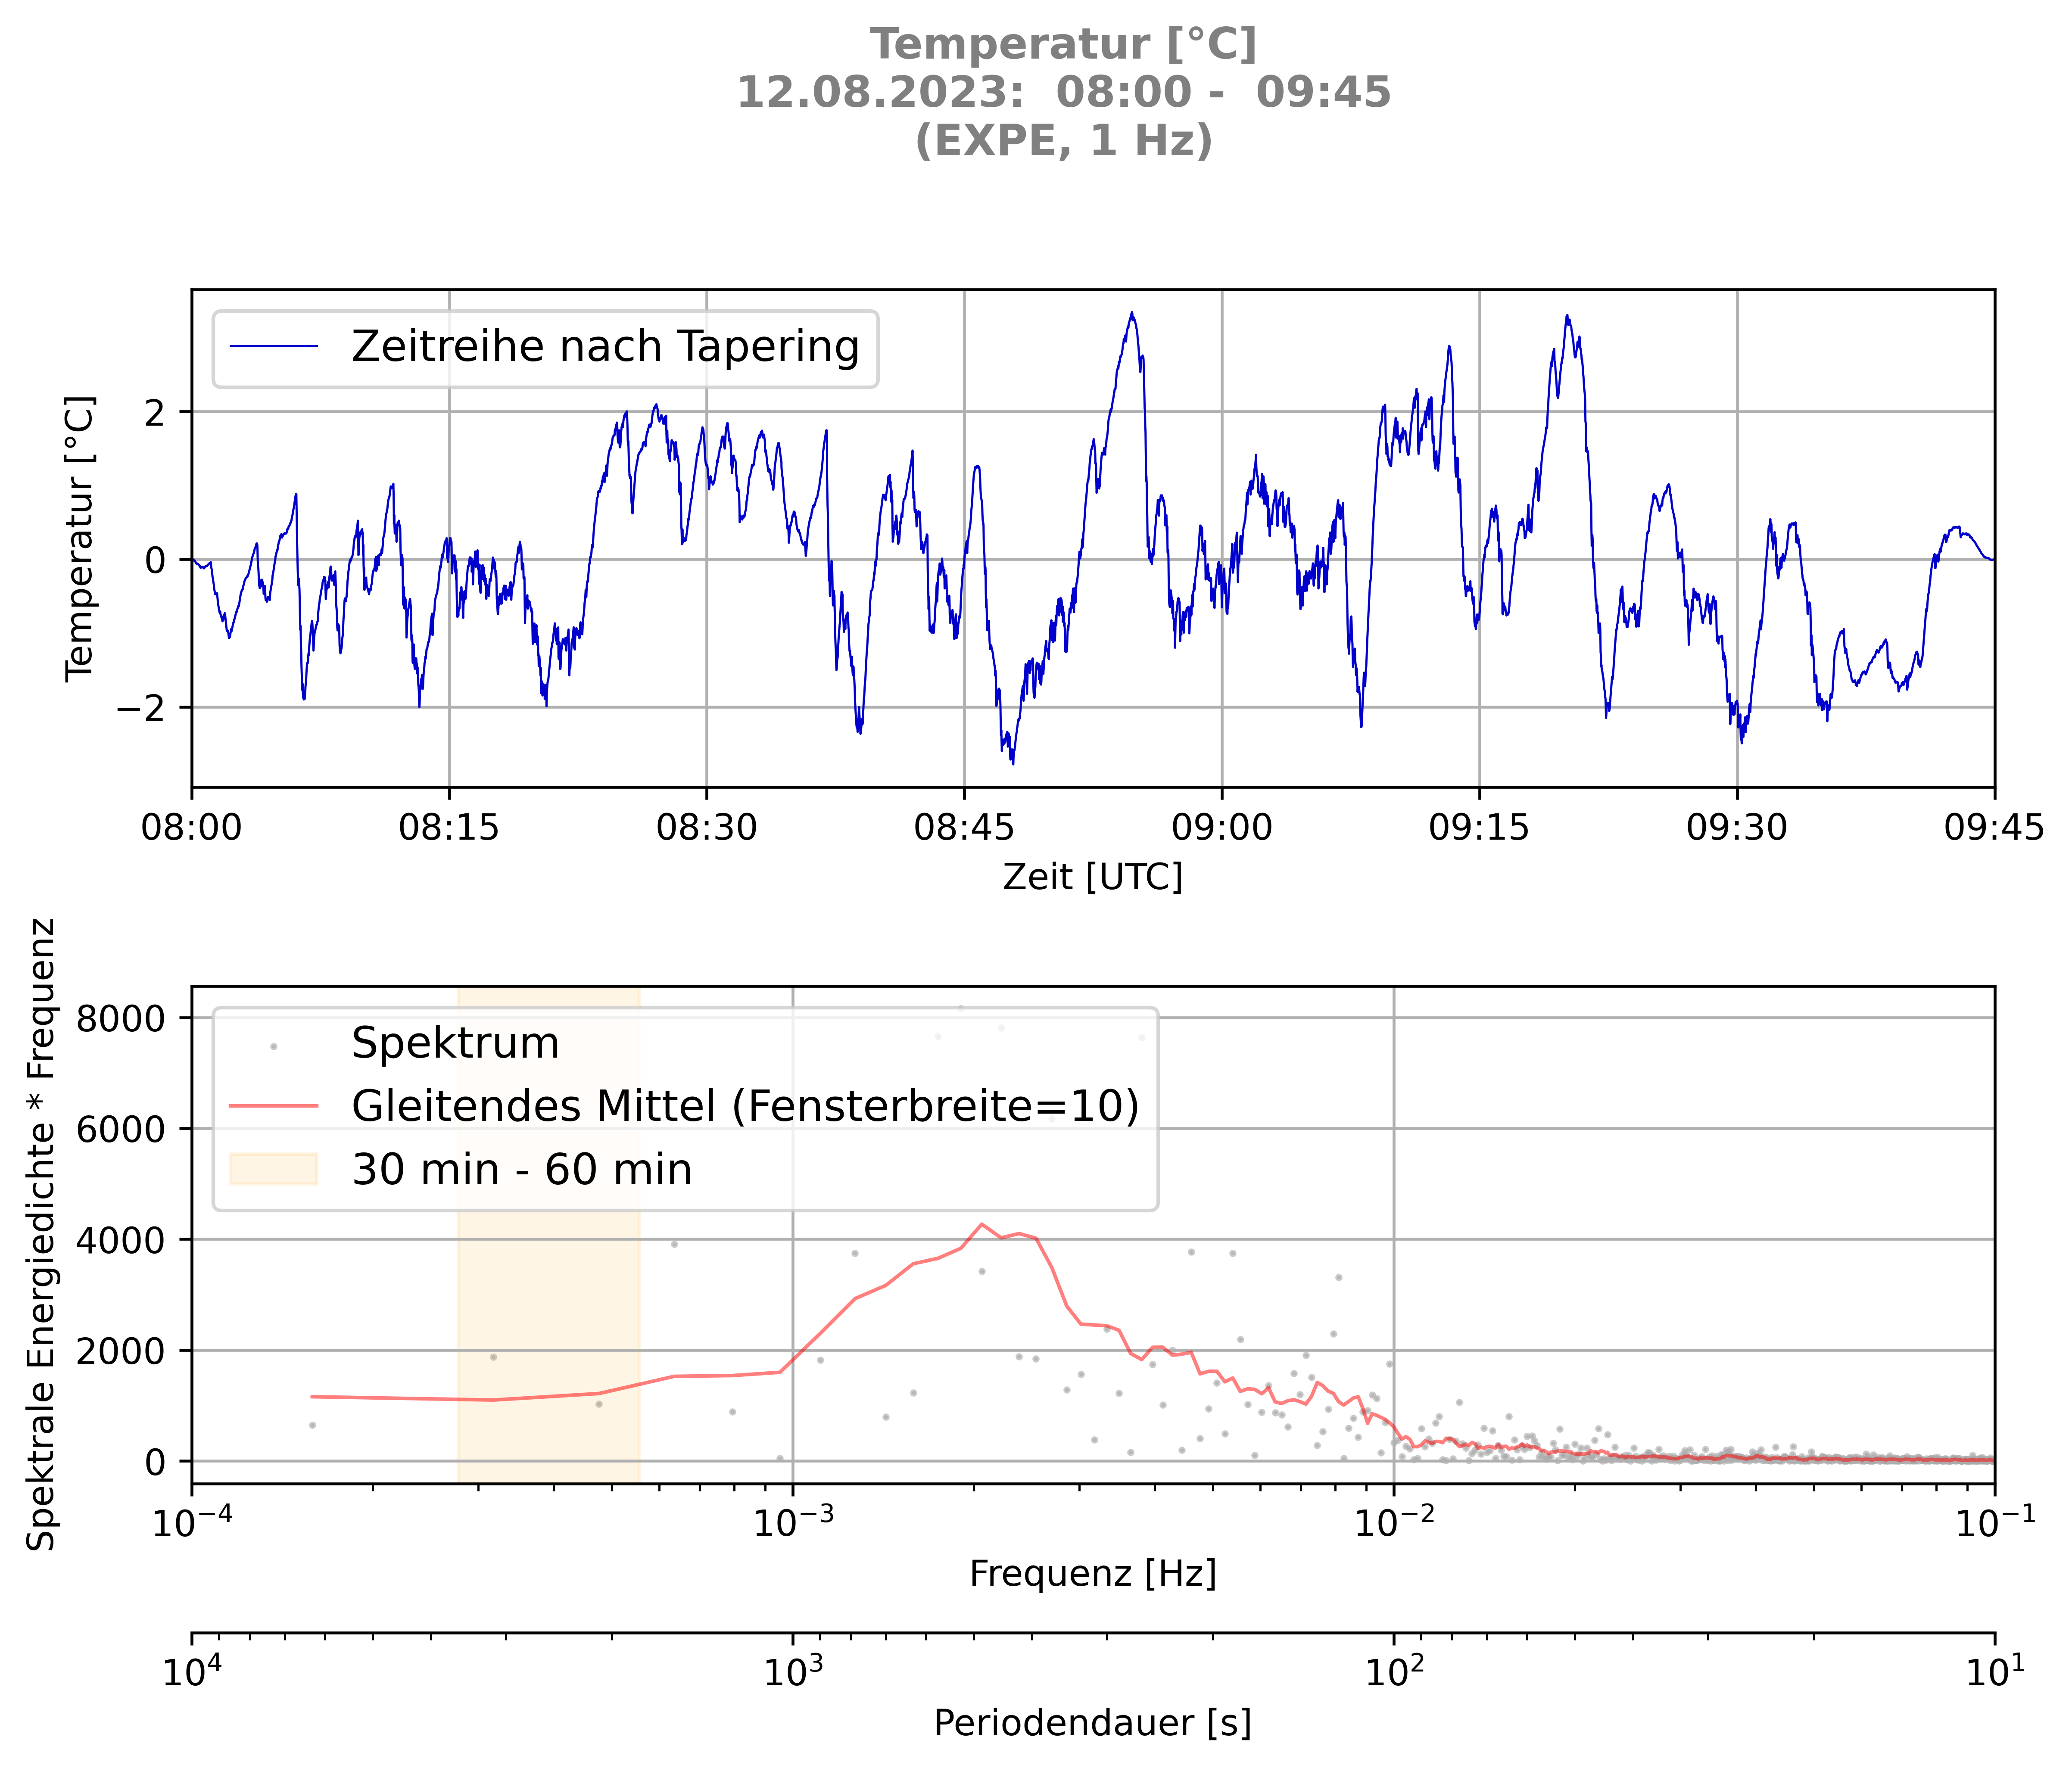 Temperatur [°C]
12.08.2023:  08:00 -  09:45
(EXPE, 1 Hz)
Zeitreihe nach Tapering
Temperatur [°C]
2
0
−2
08:00 08:15 08:30 08:45 09:00 09:15 09:30 09:45
Zeit [UTC]
Spektrale Energiedichte * Frequenz
8000
6000
4000
2000
0
Spektrum
Gleitendes Mittel (Fensterbreite=10)
30 min - 60 min
10⁻⁴ 10⁻³ 10⁻² 10⁻¹
Frequenz [Hz]
10⁴ 10³ 10² 10¹
Periodendauer [s]